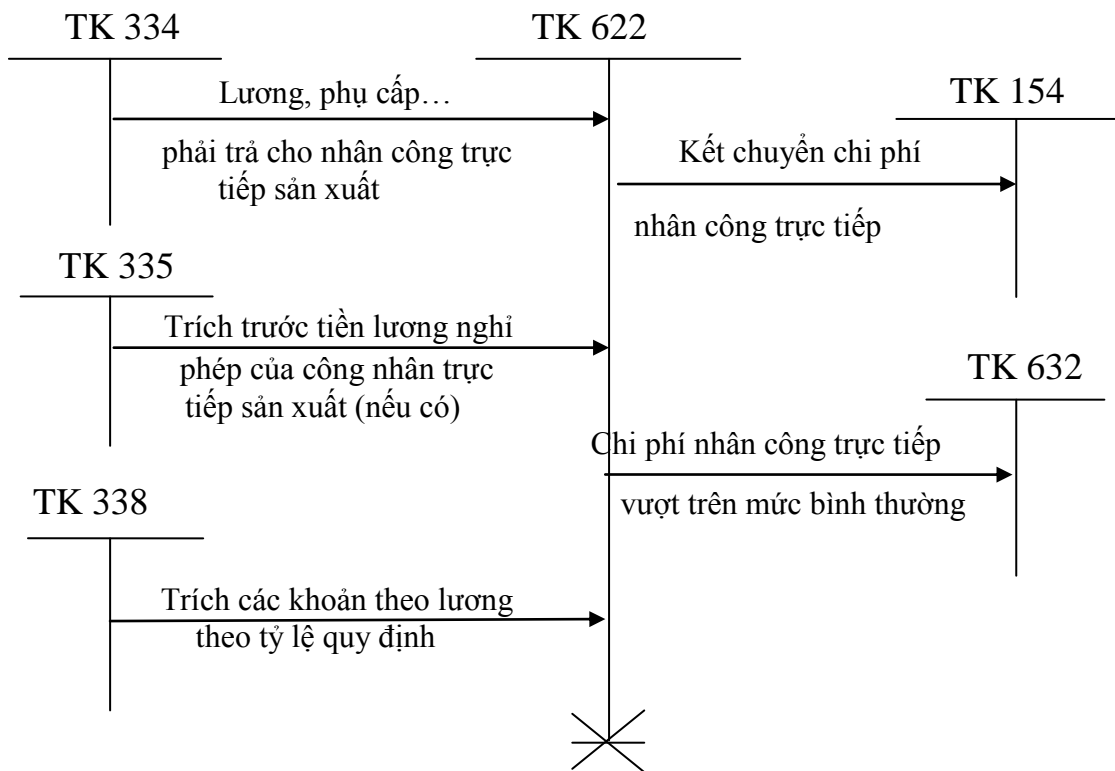 TK 334
TK 622
Lương, phụ cấp…
TK 154
phải trả cho nhân công trực
tiếp sản xuất
Kết chuyển chi phí
nhân công trực tiếp
TK 335
Trích trước tiền lương nghỉ
phép của công nhân trực
tiếp sản xuất (nếu có)
TK 632
Chi phí nhân công trực tiếp
vượt trên mức bình thường
TK 338
Trích các khoản theo lương
theo tỷ lệ quy định